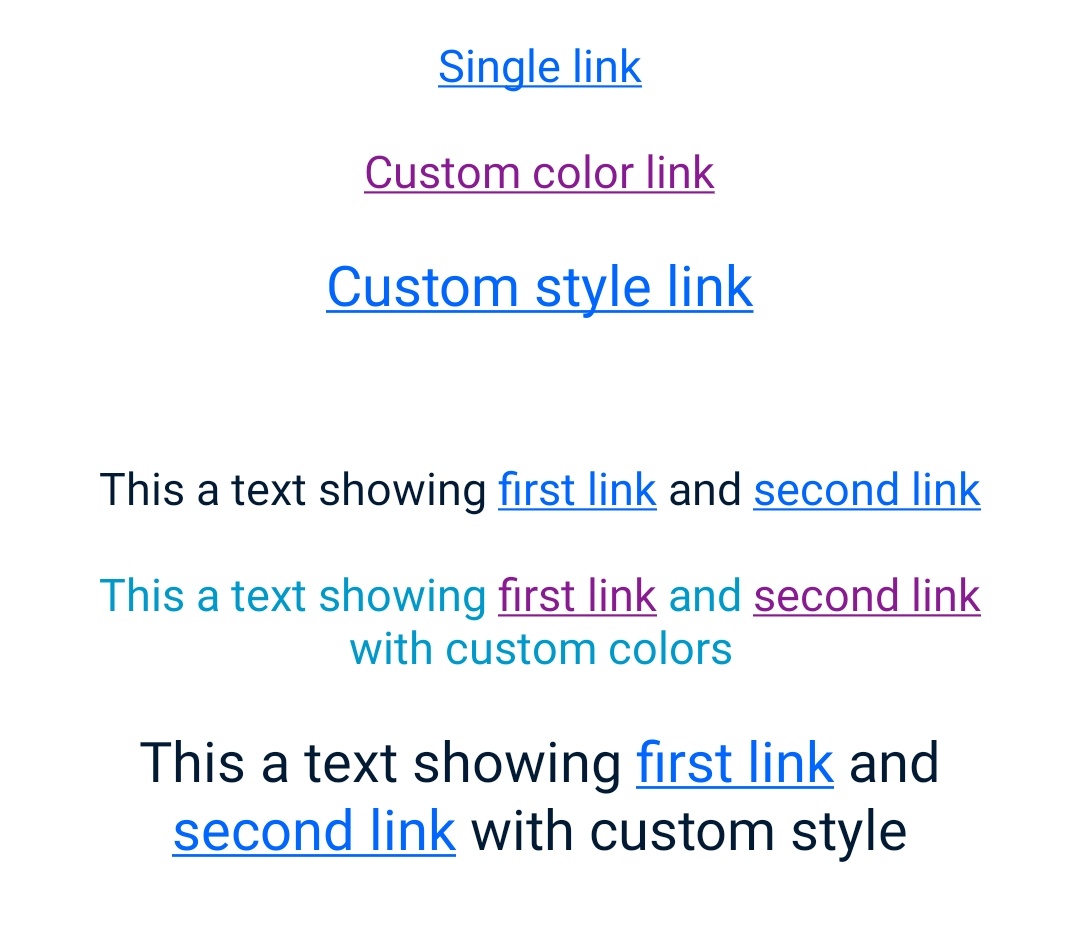 Single link
Custom color link
Custom style link
This a text showing first link and second link
This a text showing first link and second link
with custom colors
This a text showing first link and
second link with custom style